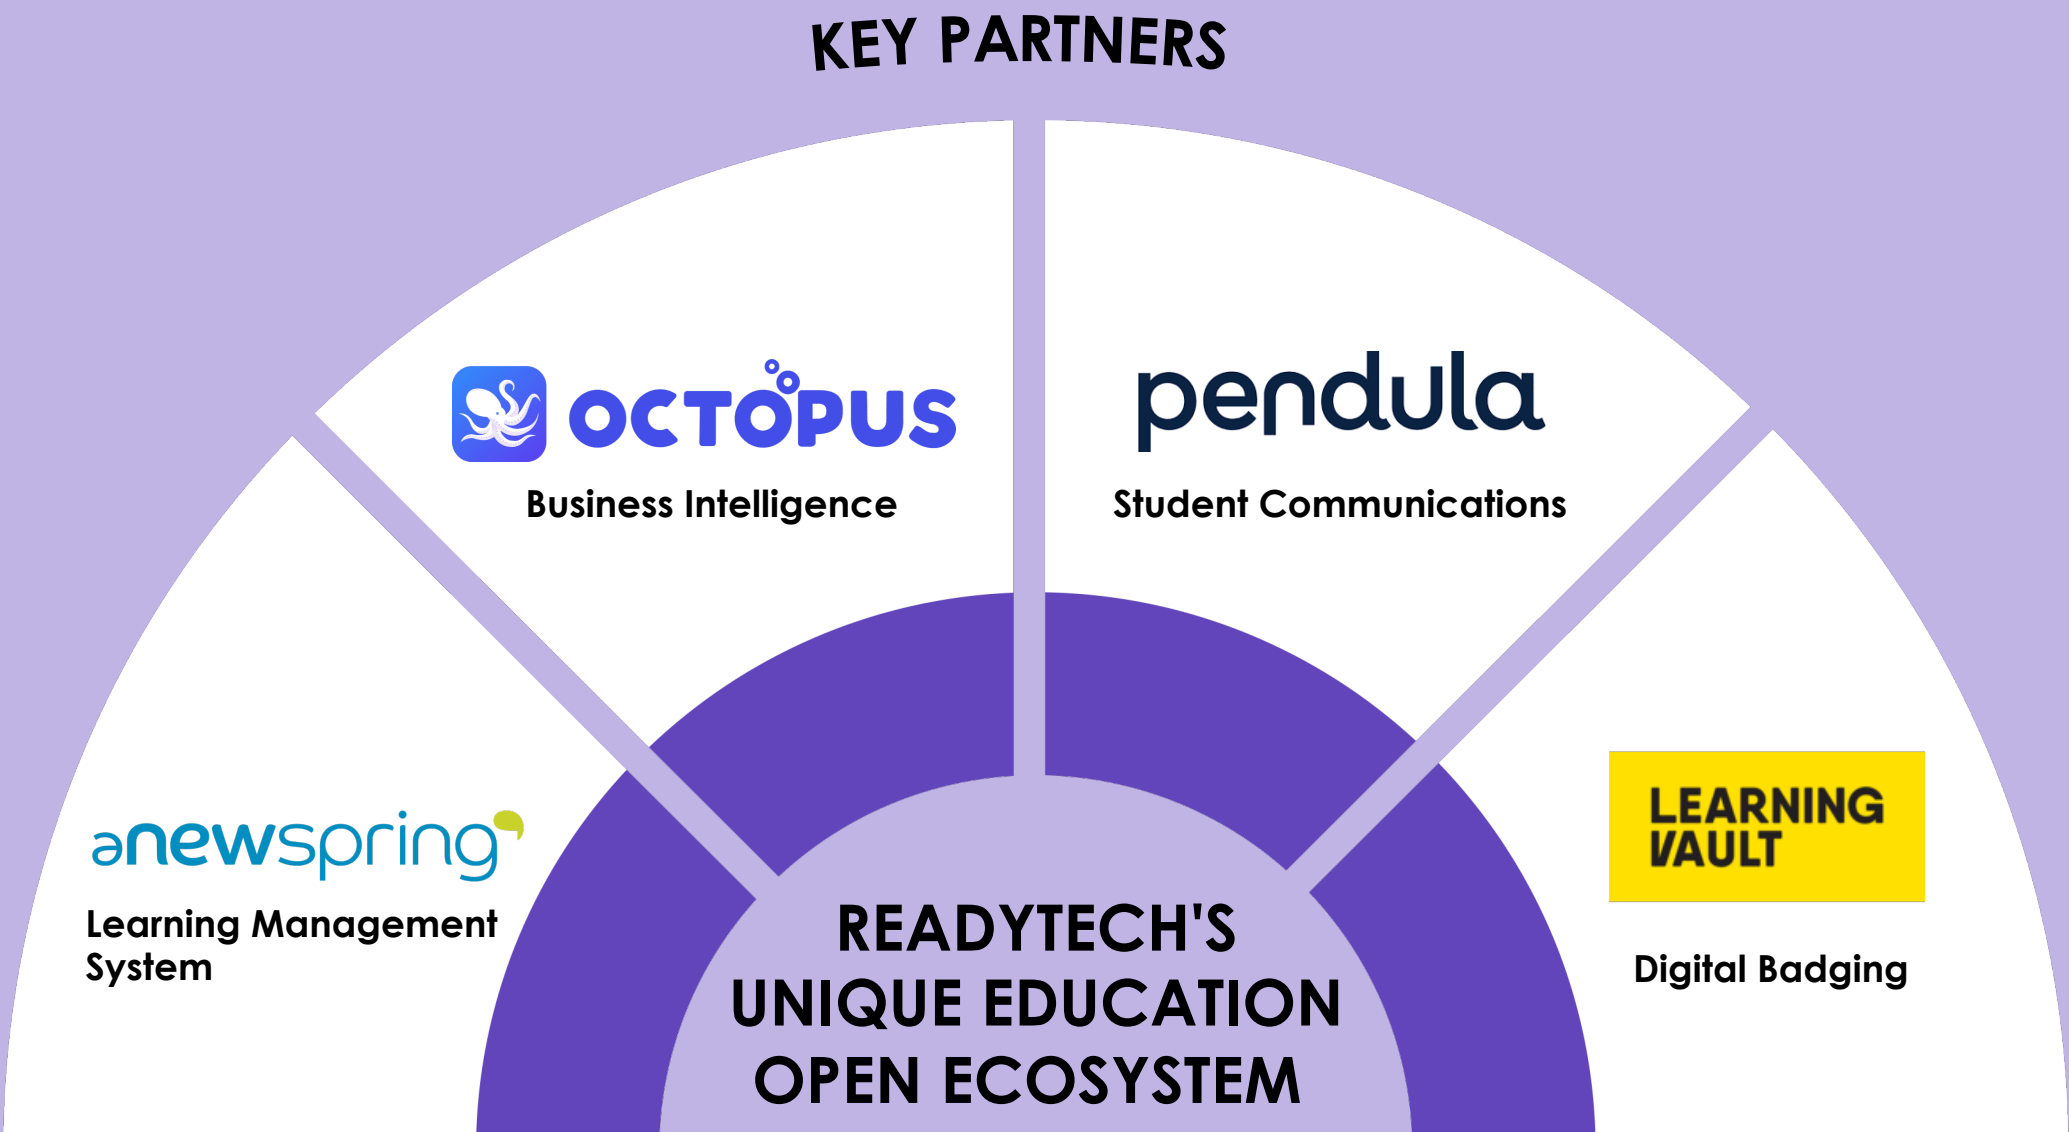 KEY PARTNERS
OCTOPUS
Business Intelligence
pendula
Student Communications
anewspring
Learning Management
System
LEARNING
VAULT
Digital Badging
READYTECH'S
UNIQUE EDUCATION
OPEN ECOSYSTEM